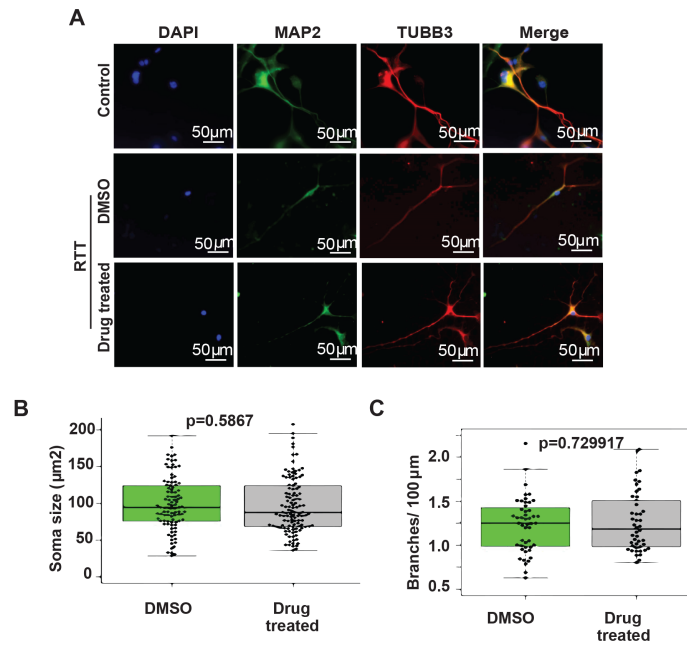 A
DAPI MAP2 TUBB3 Merge
Control
50µm 50µm 50µm 50µm
RTT
DMSO
50µm 50µm 50µm 50µm
Drug treated
50µm 50µm 50µm 50µm
B
p=0.5867
Soma size (µm2)
200
150
100
50
0
DMSO
Drug
treated
C
p=0.729917
Branches/ 100 µm
2.0
1.5
1.0
0.5
DMSO
Drug
treated